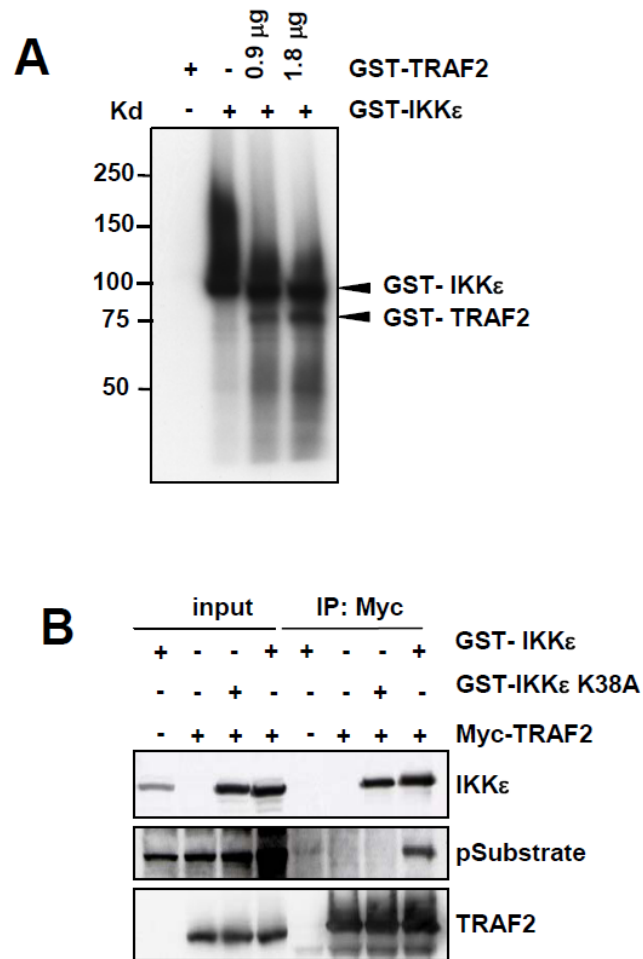 A
+ - 0.9 µg 1.8 µg GST-TRAF2
Kd - + + + GST-IKKε
250
150
100
GST- IKKε
75
GST- TRAF2
50
B
input IP: Myc
+ - - + + - - + GST- IKKε
- - + - - - + - GST-IKKε K38A
- + + + - + + + Myc-TRAF2
IKKε
pSubstrate
TRAF2